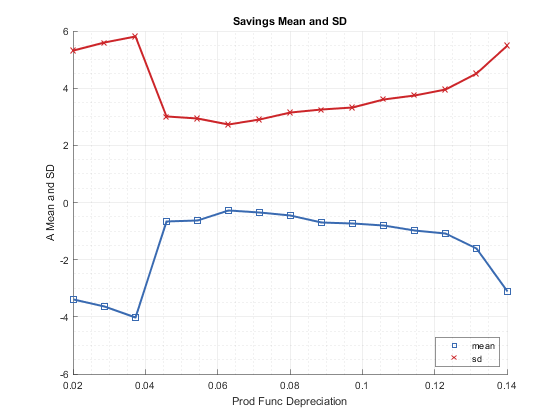 Savings Mean and SD
6
4
2
0
-2
-4
-6
A Mean and SD
0.02 0.04 0.06 0.08 0.1 0.12 0.14
Prod Func Depreciation
mean
sd